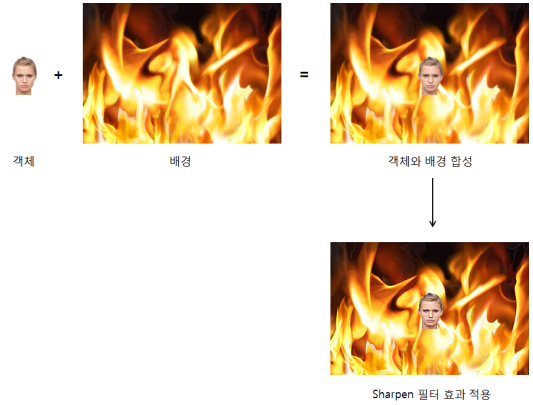 +
=
객체
배경
객체와 배경 합성
Sharpen 필터 효과 적용